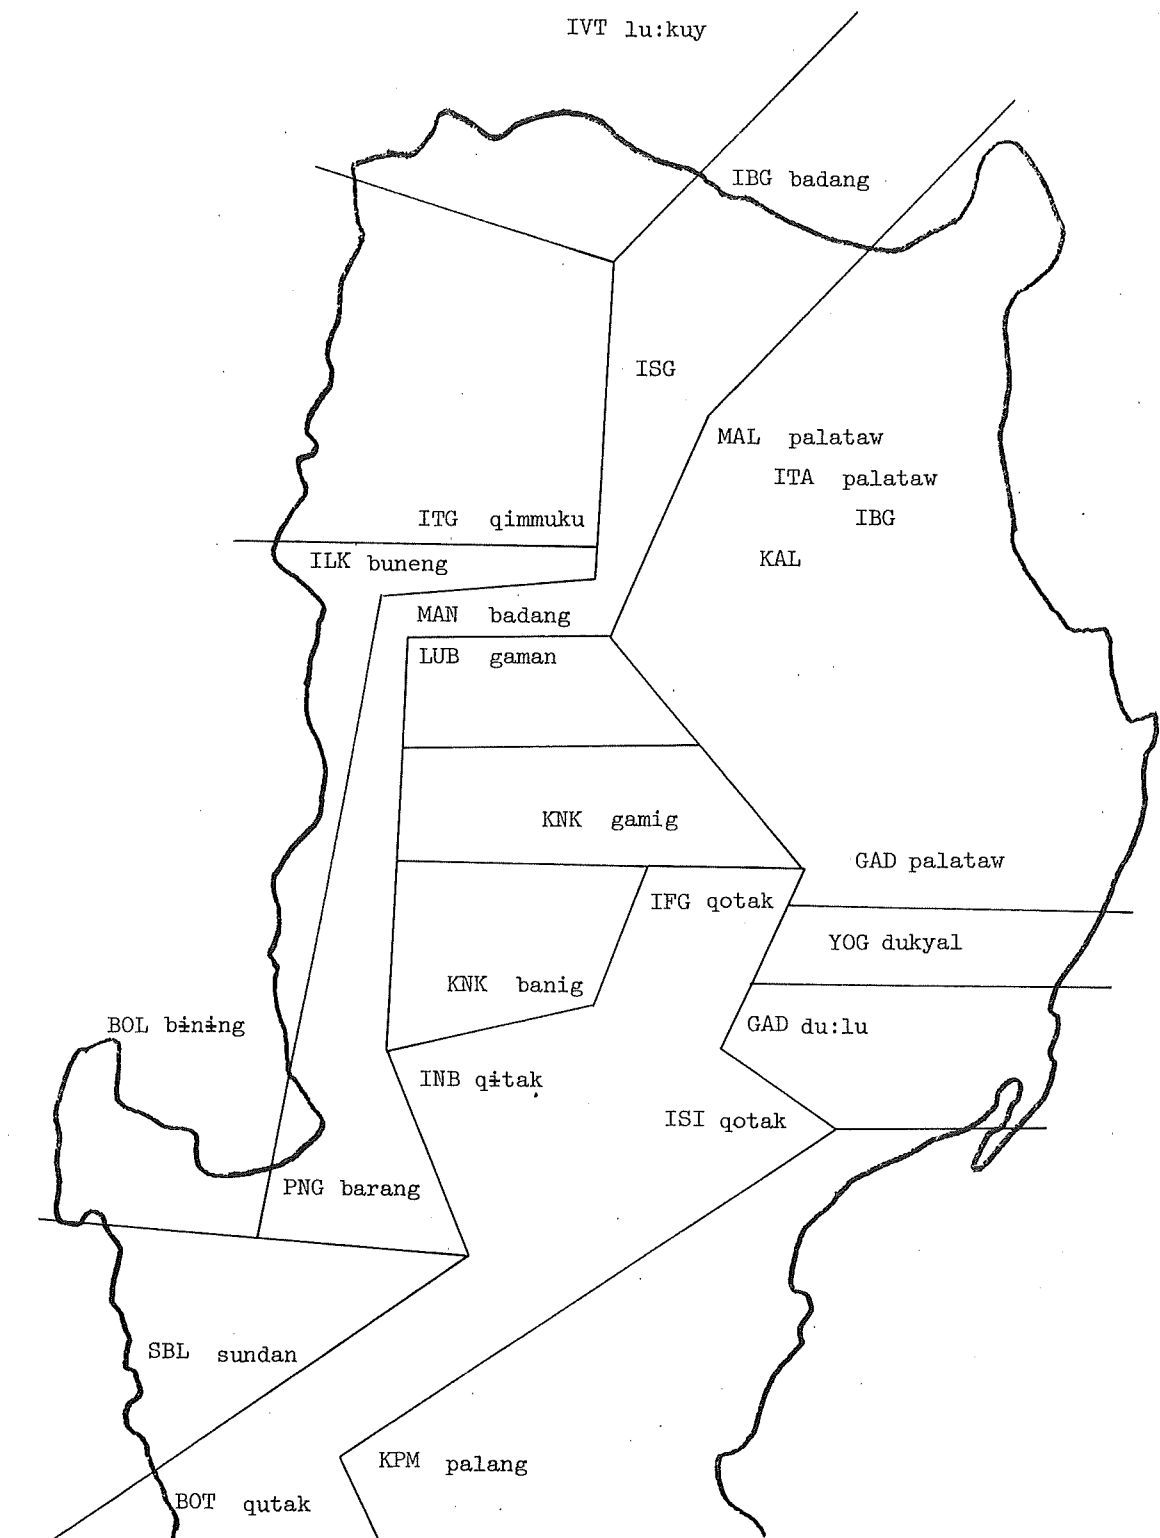 IVT lu:kuy
IBG badang
ISG
MAL palataw
ITA palataw
IBG
ITG qimmuku
KAL
ILK buneng
MAN badang
LUB gaman
KNK gamig
GAD palataw
IFG qotak
YOG dukyal
KNK banig
BOL bɨnɨng
GAD du:lu
INB qɨtak
ISI qotak
PNG barang
SBL sundan
KPM palang
BOT qutak